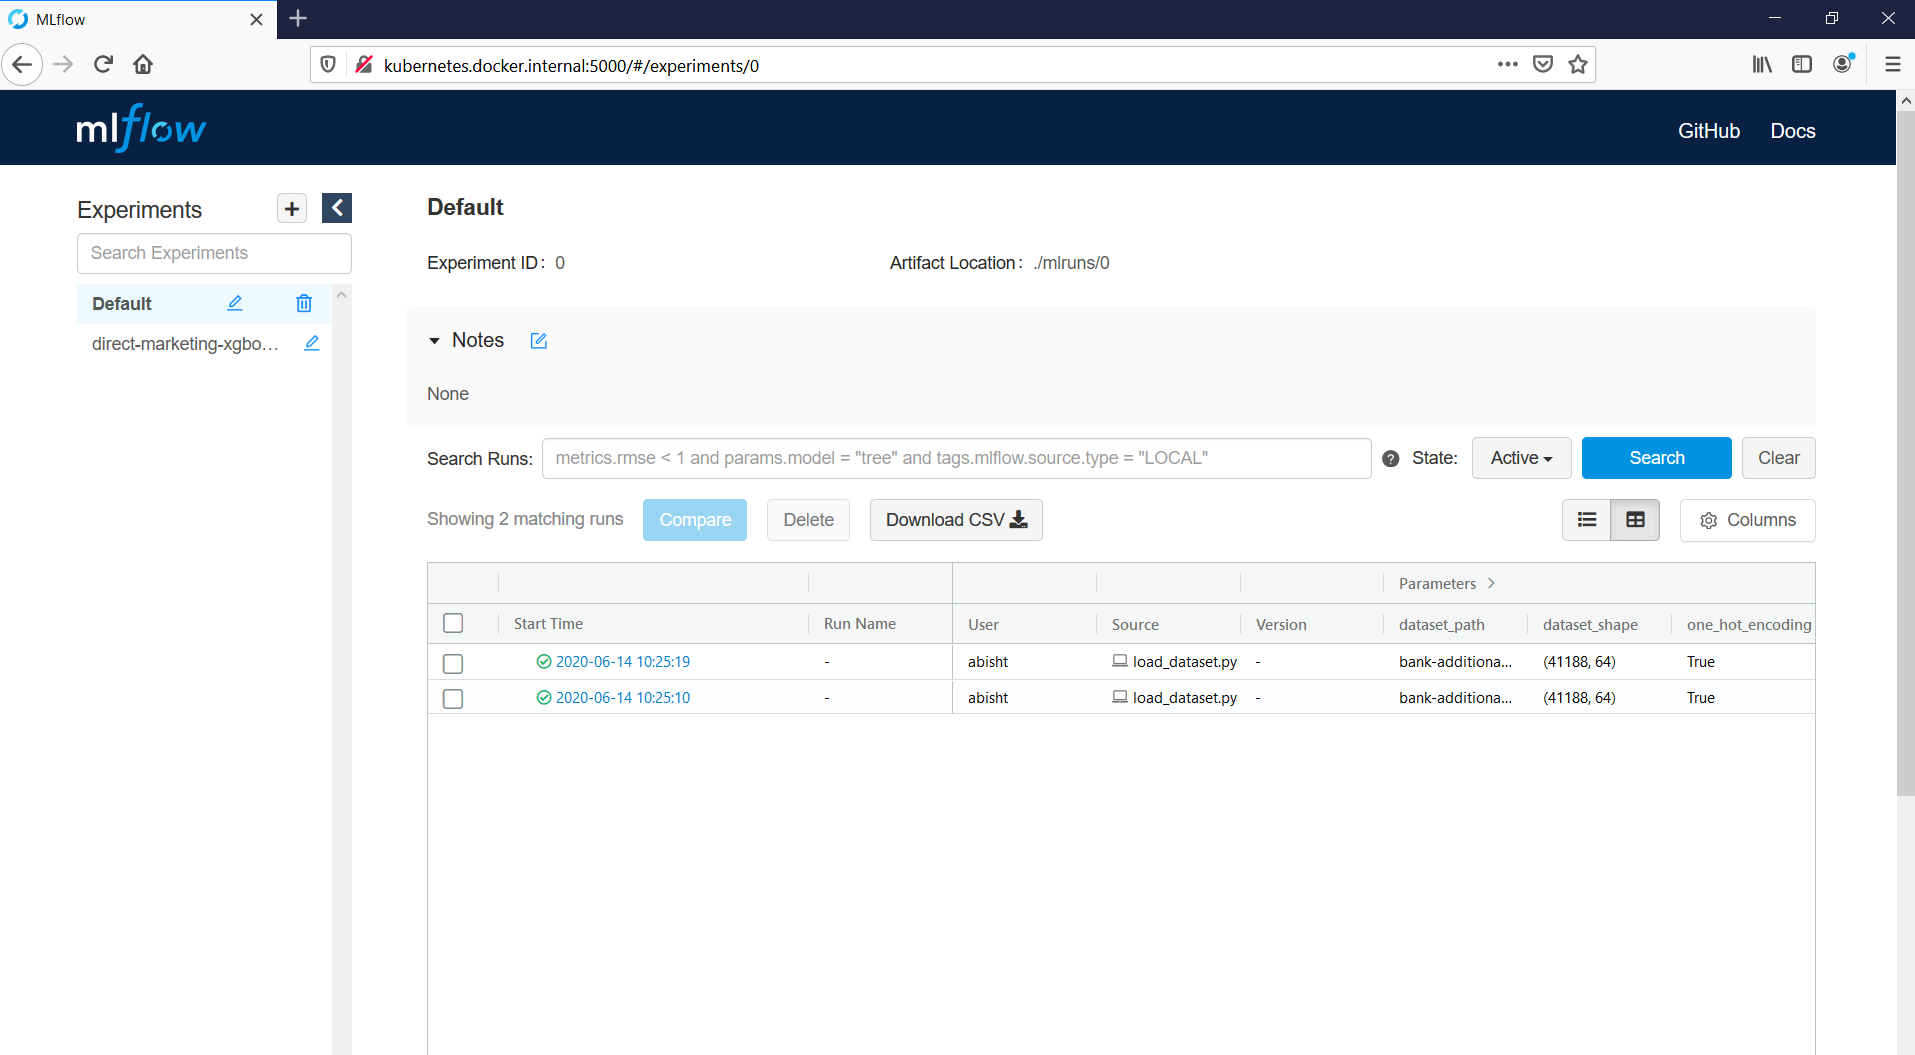 MLflow
kubernetes.docker.internal:5000/#/experiments/0
mlflow
GitHub Docs
Experiments
Search Experiments
Default
direct-marketing-xgbo...
Default
Experiment ID: 0
Artifact Location: ./mlruns/0
Notes
None
Search Runs: metrics.rmse < 1 and params.model = "tree" and tags.mlflow.source.type = "LOCAL" ? State: Active Search Clear
Showing 2 matching runs Compare Delete Download CSV Columns
Parameters >
Start Time Run Name User Source Version dataset_path dataset_shape one_hot_encoding
2020-06-14 10:25:19 - abisht load_dataset.py - bank-additiona... (41188, 64) True
2020-06-14 10:25:10 - abisht load_dataset.py - bank-additiona... (41188, 64) True